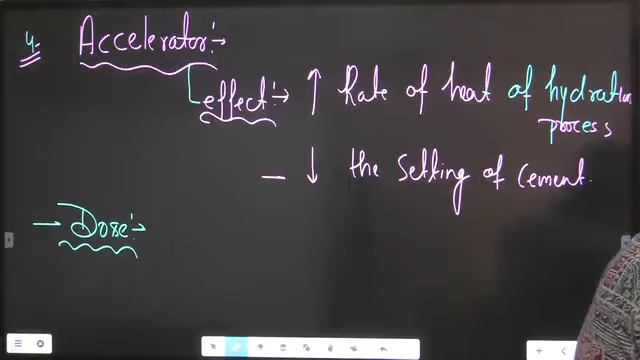 4. Accelerator:→
effect:→ ↑ Rate of heat of hydration
process
— ↓ the Setting of Cement.
→ Dose:→